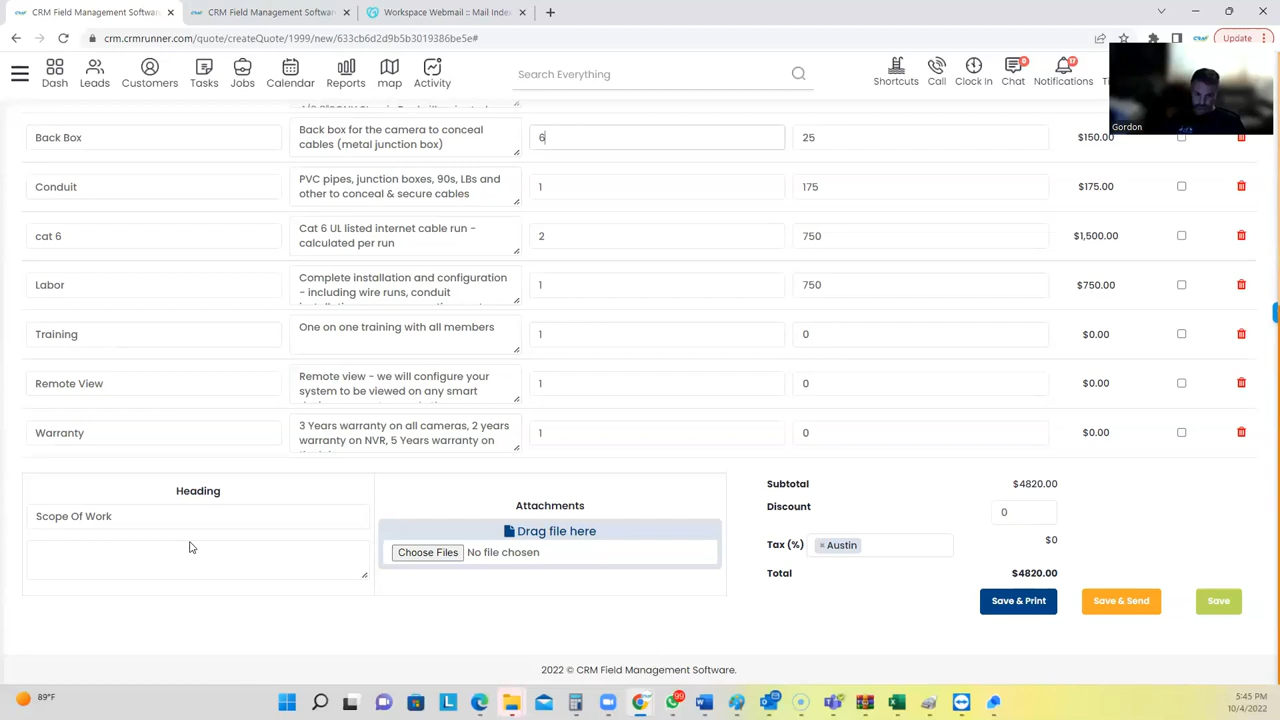 CRM Field Management Software
CRM Field Management Software
Workspace Webmail :: Mail Index
crm.crmrunner.com/quote/createQuote/1999/new/633cb6d2d9b5b3019386be5e#
Update
Dash
Leads
Customers
Tasks
Jobs
Calendar
Reports
map
Activity
Search Everything
Shortcuts
Call
Clock In
Chat
0
Notifications
17
Gordon
Back Box
Back box for the camera to conceal
cables (metal junction box)
6
25
$150.00
Conduit
PVC pipes, junction boxes, 90s, LBs and
other to conceal & secure cables
1
175
$175.00
cat 6
Cat 6 UL listed internet cable run -
calculated per run
2
750
$1,500.00
Labor
Complete installation and configuration
- including wire runs, conduit
1
750
$750.00
Training
One on one training with all members
1
0
$0.00
Remote View
Remote view - we will configure your
system to be viewed on any smart
1
0
$0.00
Warranty
3 Years warranty on all cameras, 2 years
warranty on NVR, 5 Years warranty on
1
0
$0.00
Heading
Scope Of Work
Attachments
Drag file here
Choose Files No file chosen
Subtotal
$4820.00
Discount
0
$0
Tax (%)
× Austin
Total
$4820.00
Save & Print
Save & Send
Save
2022 © CRM Field Management Software.
89°F
99
5:45 PM
10/4/2022